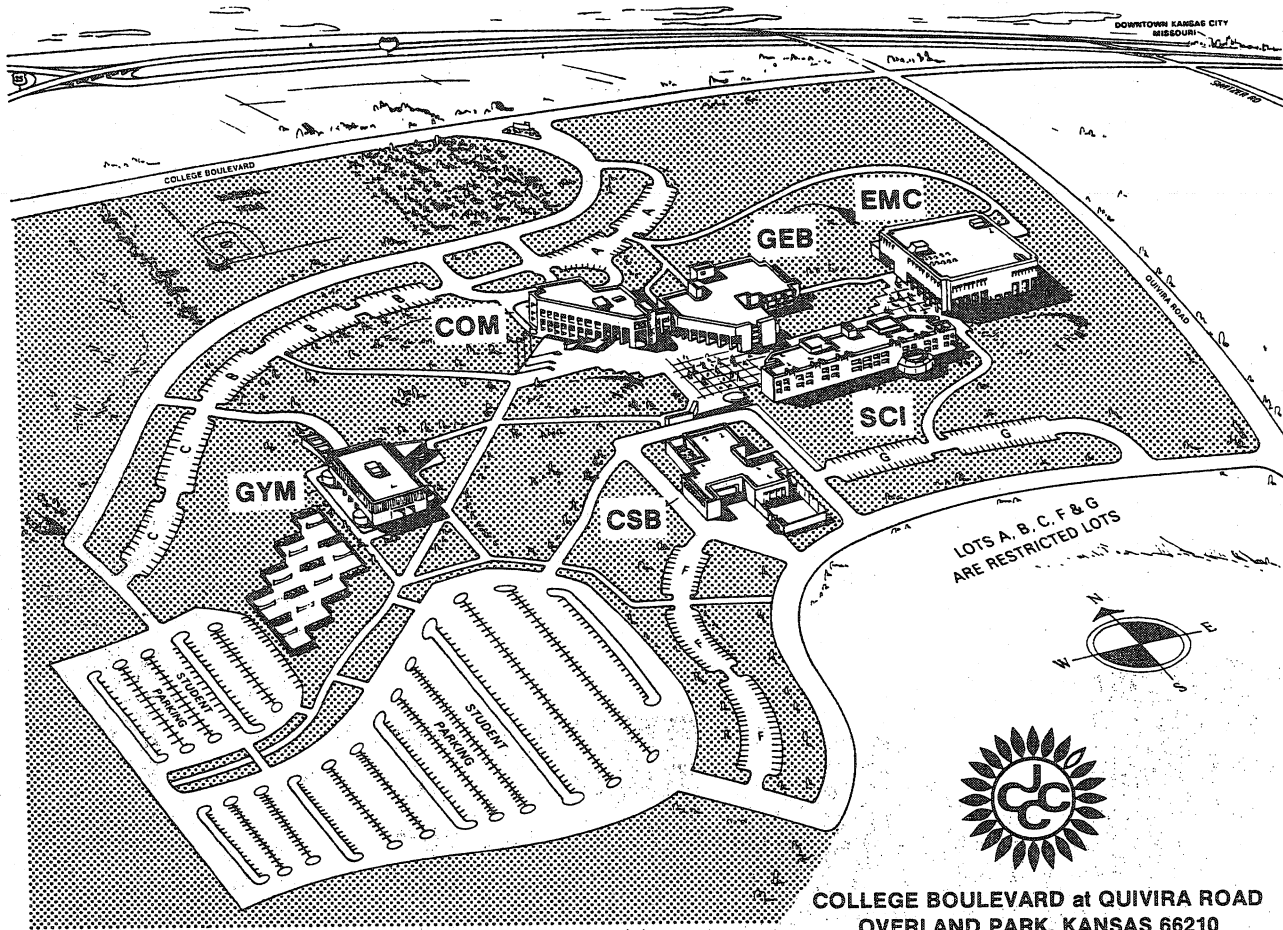 DOWNTOWN KANSAS CITY
MISSOURI
COLLEGE BOULEVARD
QUIVIRA ROAD
EMC
GEB
COM
SCI
GYM
CSB
A
A
B
B
B
C
C
C
G
G
F
F
STUDENT
PARKING
STUDENT
PARKING
LOTS A, B, C, F & G
ARE RESTRICTED LOTS
N
E
W
S
JCCC
COLLEGE BOULEVARD at QUIVIRA ROAD
OVERLAND PARK, KANSAS 66210